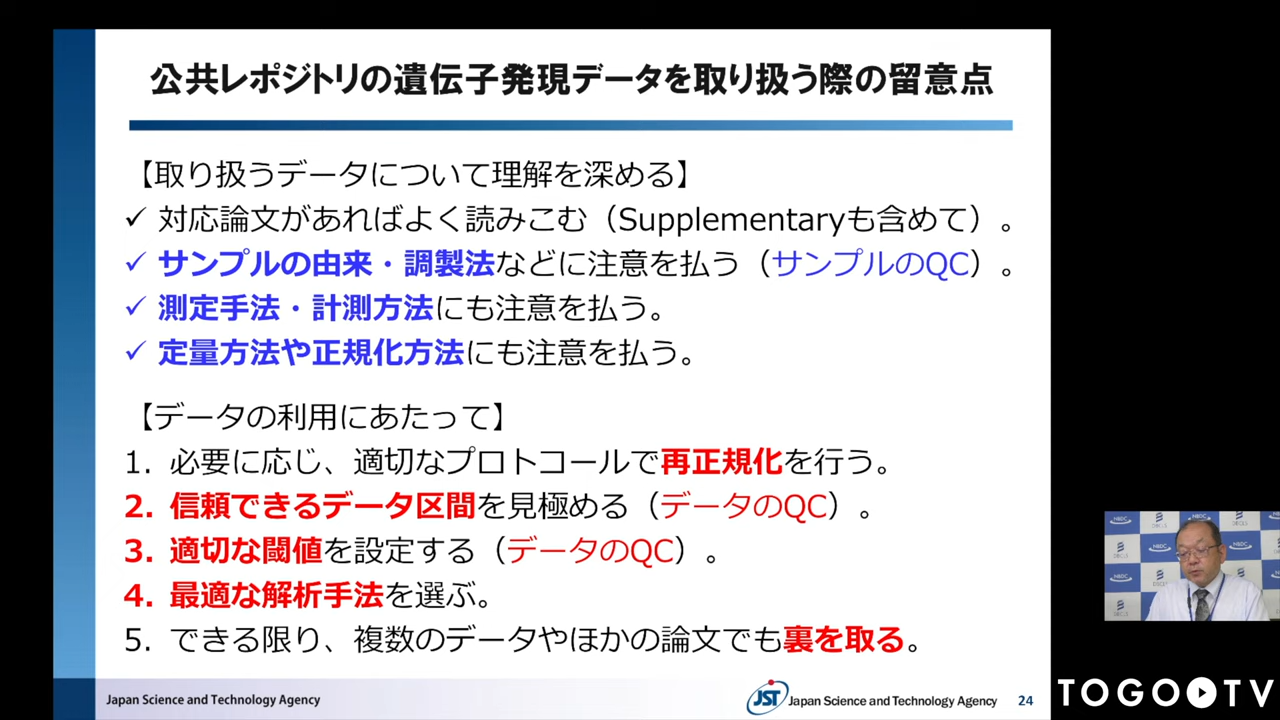 公共レポジトリの遺伝子発現データを取り扱う際の留意点
【取り扱うデータについて理解を深める】
✓ 対応論文があればよく読みこむ（Supplementaryも含めて）。
✓ サンプルの由来・調製法などに注意を払う（サンプルのQC）。
✓ 測定手法・計測方法にも注意を払う。
✓ 定量方法や正規化方法にも注意を払う。
【データの利用にあたって】
1. 必要に応じ、適切なプロトコールで再正規化を行う。
2. 信頼できるデータ区間を見極める（データのQC）。
3. 適切な閾値を設定する（データのQC）。
4. 最適な解析手法を選ぶ。
5. できる限り、複数のデータやほかの論文でも裏を取る。
Japan Science and Technology Agency
JST Japan Science and Technology Agency
24
NBDC
DBCLS
NBDC
DBCLS
NBDC
NBDC
NBDC
DBCLS
NBDC
DBCLS
TOGO TV